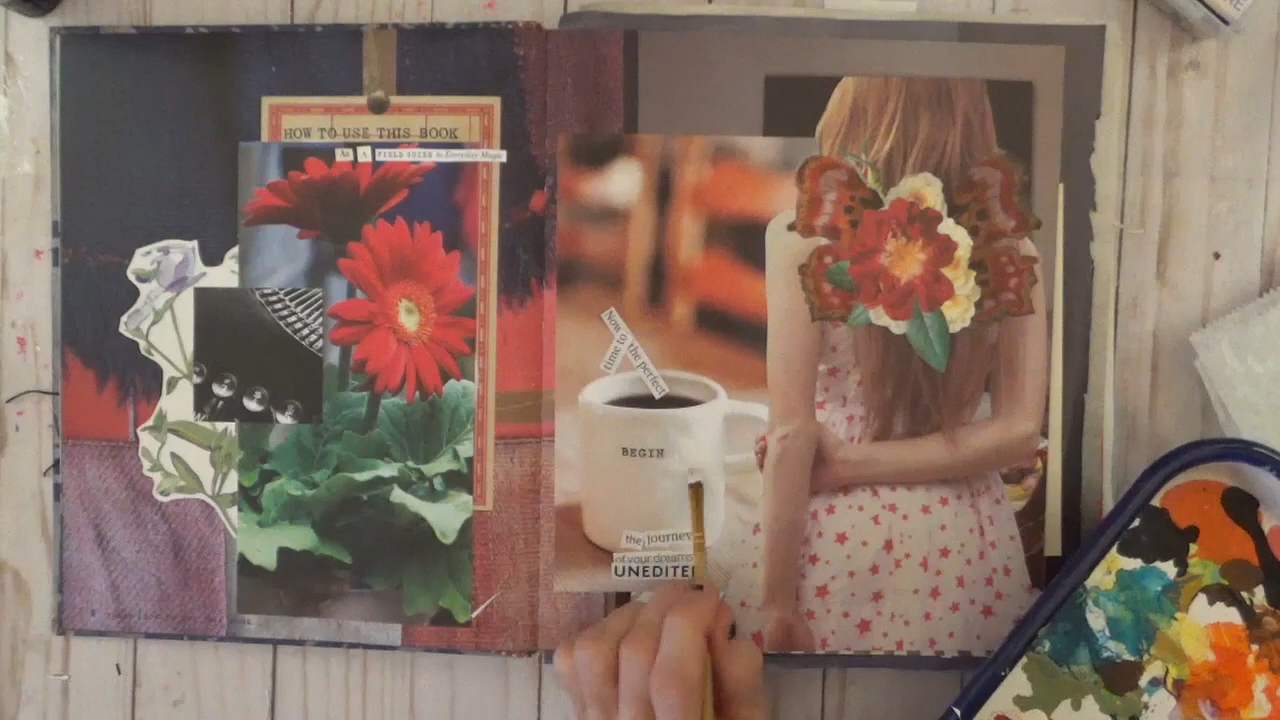 HOW TO USE THIS BOOK
As A FIELD GUIDE to Everyday Magic
Now
time to
the perfect
BEGIN
the journey
of your dreams
UNEDITE